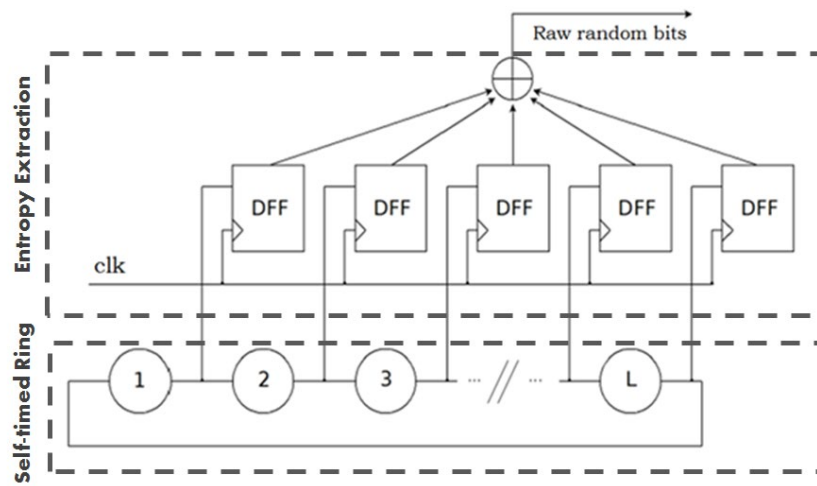 Raw random bits
Entropy Extraction
DFF DFF DFF DFF DFF
clk
Self-timed Ring
1 2 3 ... // ... L